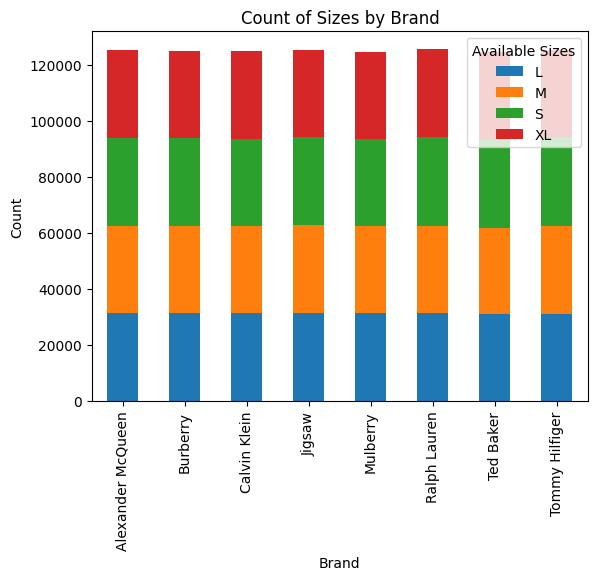 Count of Sizes by Brand
Available Sizes
L
M
S
XL
120000
100000
80000
60000
40000
20000
0
Count
Alexander McQueen
Burberry
Calvin Klein
Jigsaw
Mulberry
Ralph Lauren
Ted Baker
Tommy Hilfiger
Brand